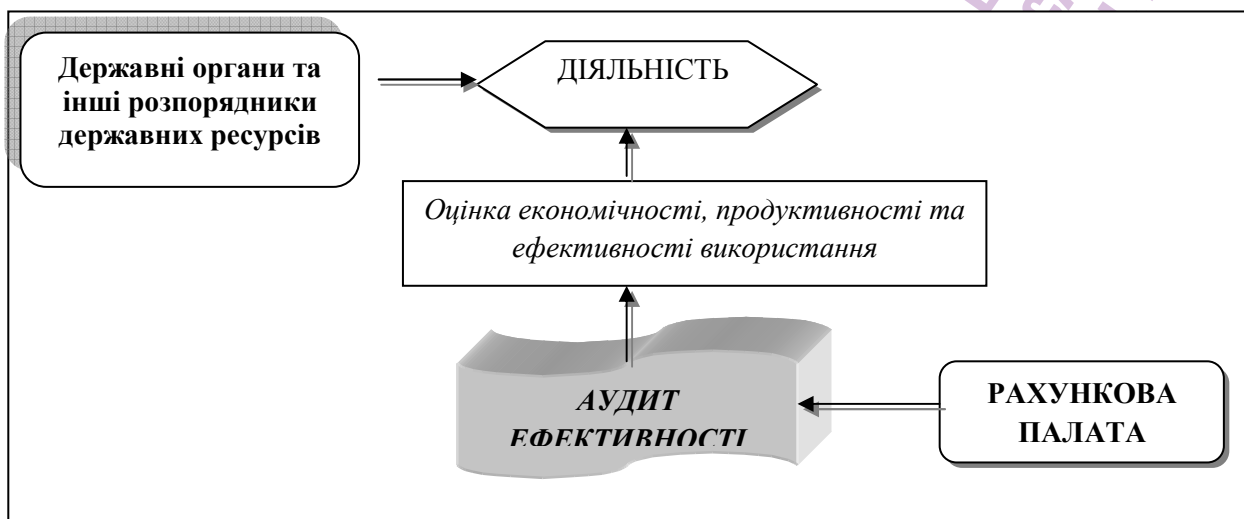 Державні органи та
інші розпорядники
державних ресурсів
ДІЯЛЬНІСТЬ
Оцінка економічності, продуктивності та
ефективності використання
АУДИТ
ЕФЕКТИВНОСТІ
РАХУНКОВА
ПАЛАТА